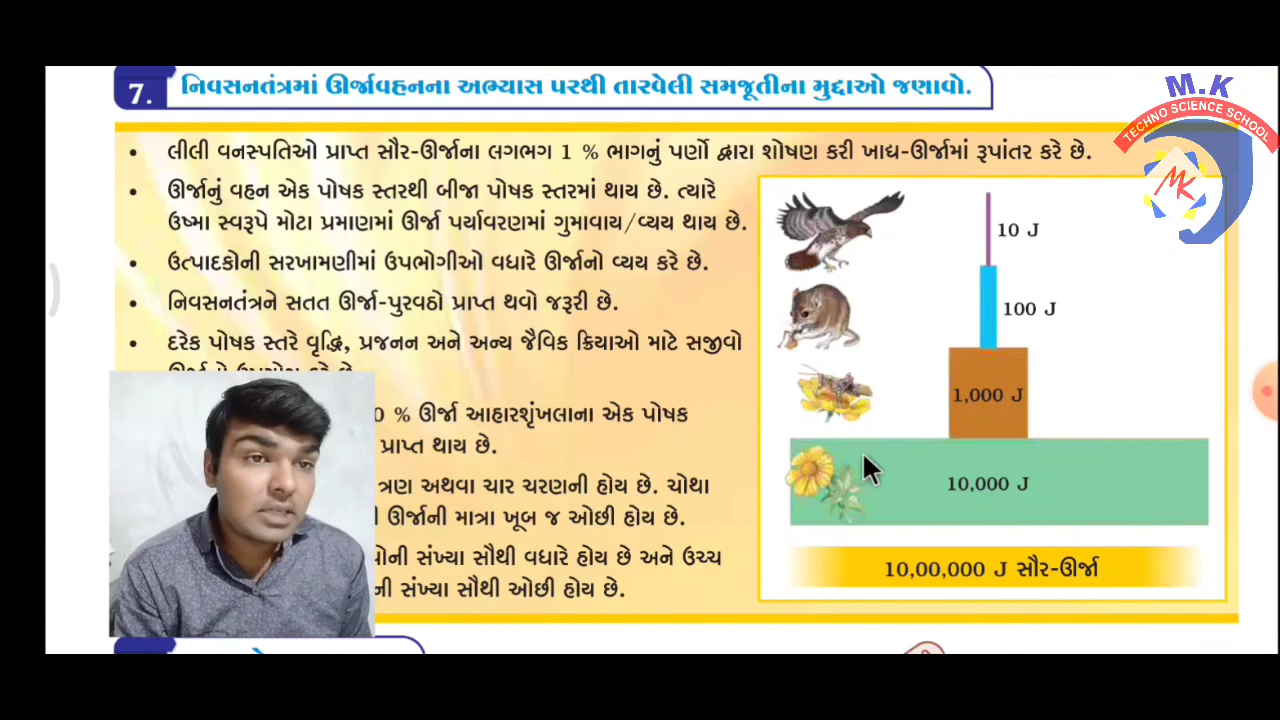 7. નિવસનતંત્રમાં ઊર્જાવહનના અભ્યાસ પરથી તારવેલી સમજૂતીના મુદ્દાઓ જણાવો.
M.K
TECHNO SCIENCE SCHOOL
MK
• લીલી વનસ્પતિઓ પ્રાપ્ત સૌર-ઊર્જાના લગભગ 1 % ભાગનું પર્ણો દ્વારા શોષણ કરી ખાદ્ય-ઊર્જામાં રૂપાંતર કરે છે.
• ઊર્જાનું વહન એક પોષક સ્તરથી બીજા પોષક સ્તરમાં થાય છે. ત્યારે
ઉષ્મા સ્વરૂપે મોટા પ્રમાણમાં ઊર્જા પર્યાવરણમાં ગુમાવાય/વ્યય થાય છે.
• ઉત્પાદકોની સરખામણીમાં ઉપભોગીઓ વધારે ઊર્જાનો વ્યય કરે છે.
• નિવસનતંત્રને સતત ઊર્જા-પુરવઠો પ્રાપ્ત થવો જરૂરી છે.
• દરેક પોષક સ્તરે વૃદ્ધિ, પ્રજનન અને અન્ય જૈવિક ક્રિયાઓ માટે સજીવો
0 % ઊર્જા આહારશૃંખલાના એક પોષક
પ્રાપ્ત થાય છે.
ત્રણ અથવા ચાર ચરણની હોય છે. ચોથા
ઊર્જાની માત્રા ખૂબ જ ઓછી હોય છે.
સંખ્યા સૌથી વધારે હોય છે અને ઉચ્ચ
ની સંખ્યા સૌથી ઓછી હોય છે.
10 J
100 J
1,000 J
10,000 J
10,00,000 J સૌર-ઊર્જા